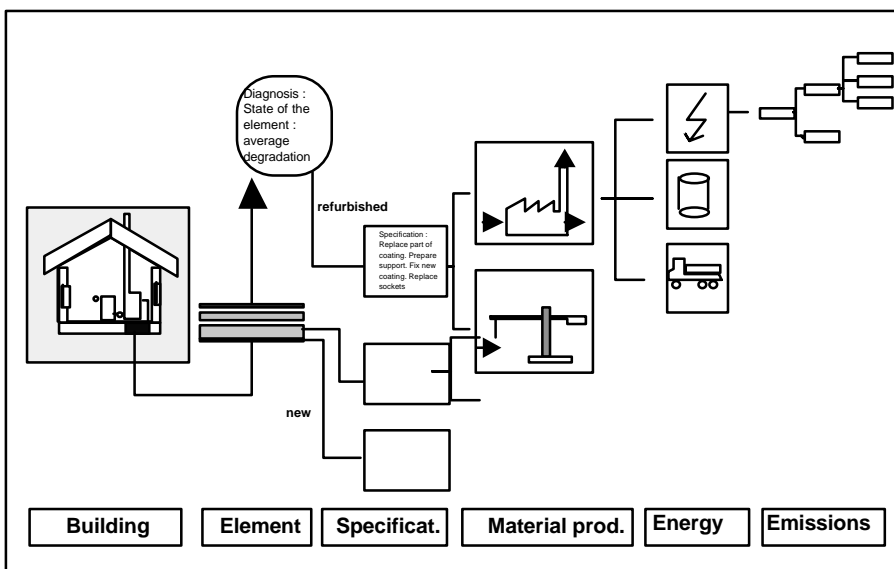 Diagnosis :
State of the
element :
average
degradation
refurbished
Specification :
Replace part of
coating. Prepare
support. Fix new
coating. Replace
sockets
new
Building
Element
Specificat.
Material prod.
Energy
Emissions